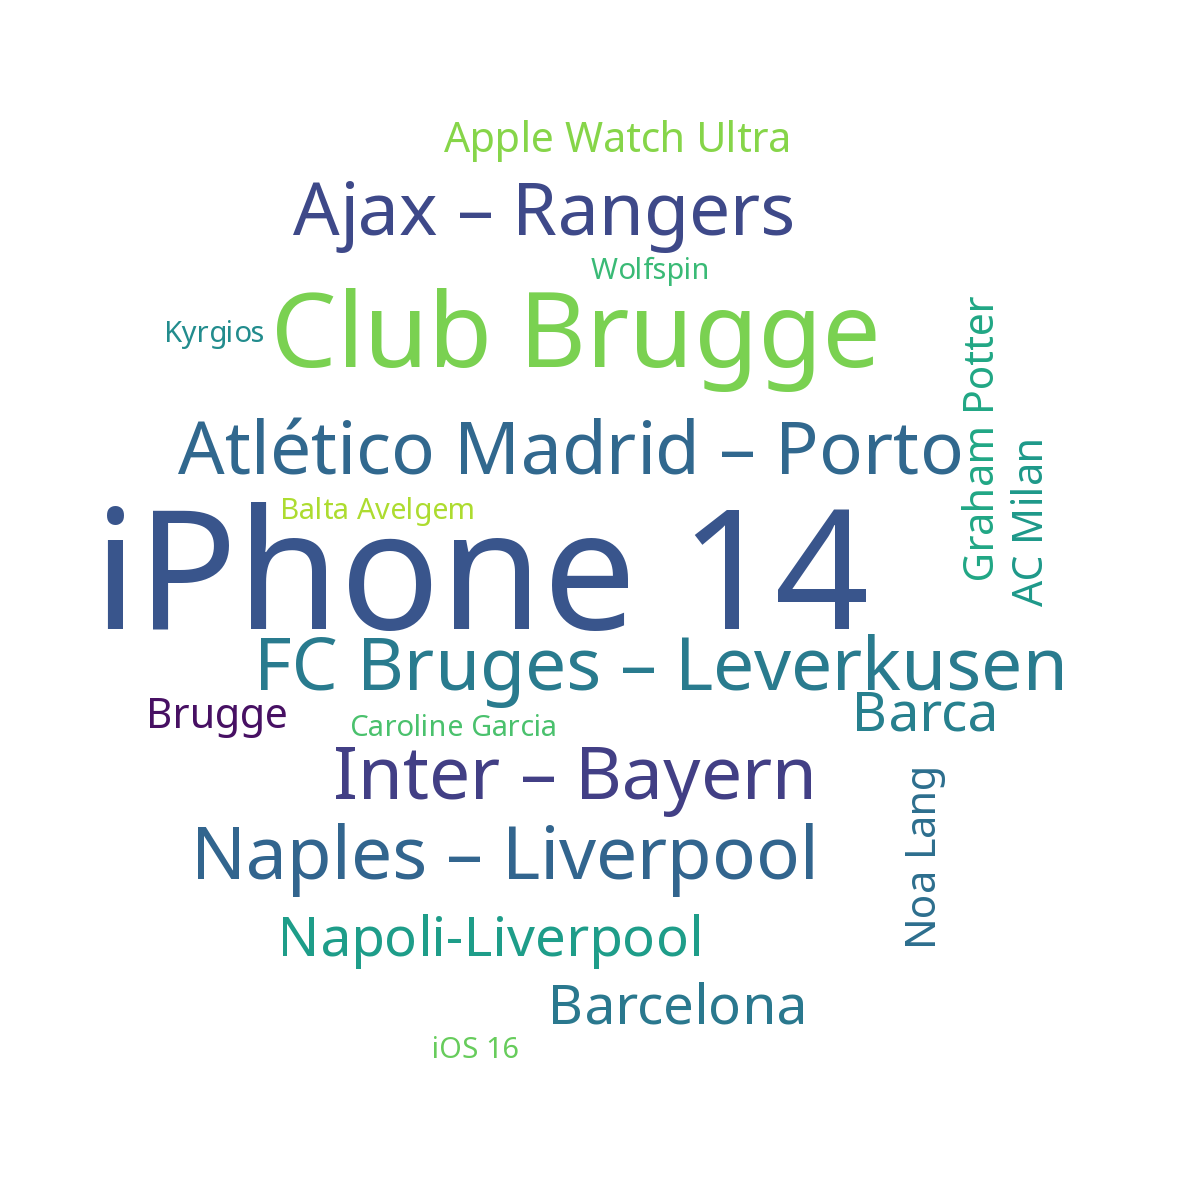 Apple Watch Ultra
Ajax – Rangers
Wolfspin
Kyrgios
Club Brugge
Graham Potter
Atlético Madrid – Porto
AC Milan
Balta Avelgem
iPhone 14
FC Bruges – Leverkusen
Brugge
Barca
Caroline Garcia
Inter – Bayern
Noa Lang
Naples – Liverpool
Napoli-Liverpool
Barcelona
iOS 16